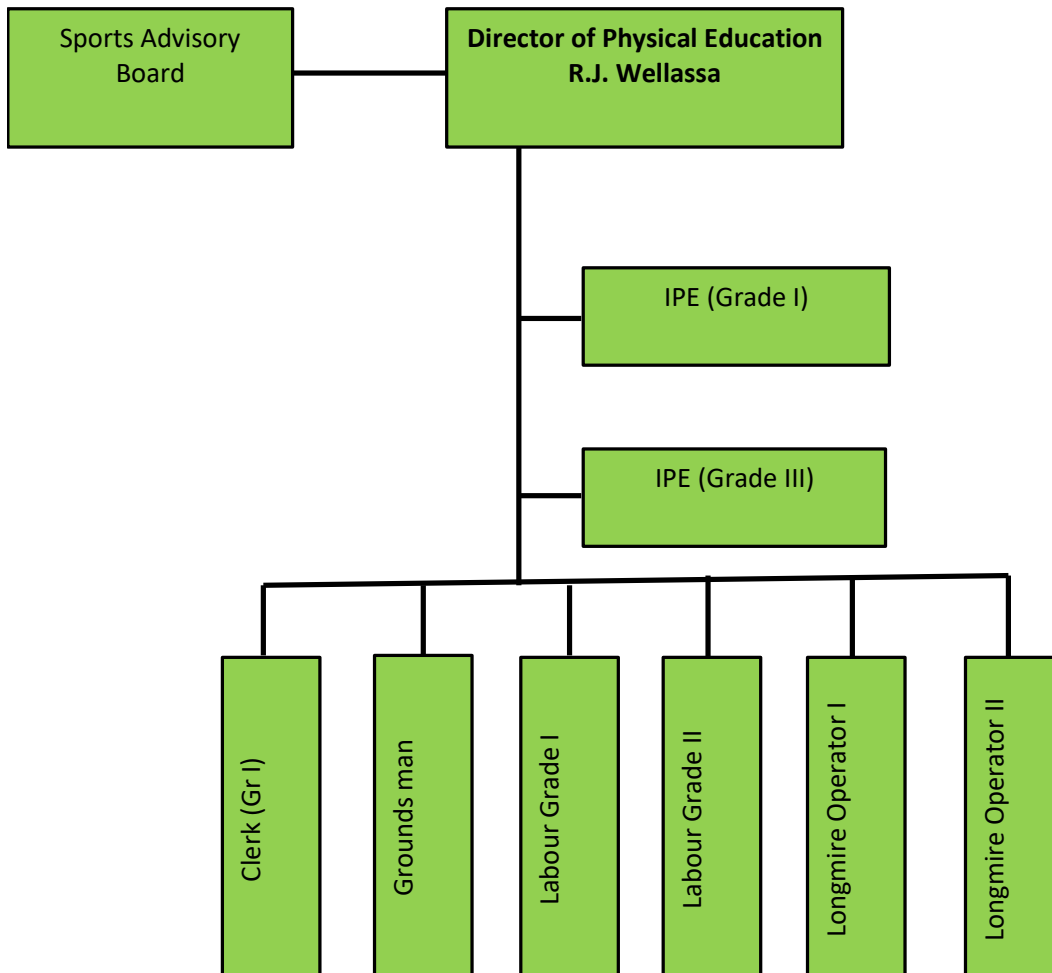 Sports Advisory
Board
Director of Physical Education
R.J. Wellassa
IPE (Grade I)
IPE (Grade III)
Clerk (Gr I)
Grounds man
Labour Grade I
Labour Grade II
Longmire Operator I
Longmire Operator II